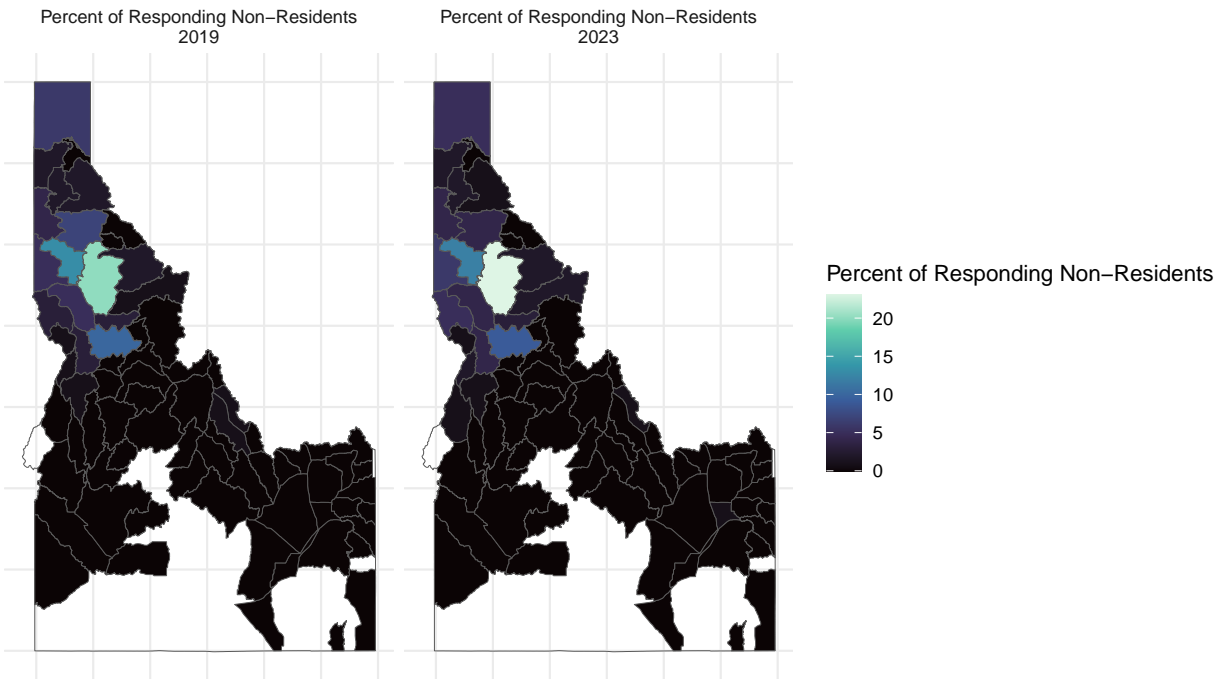 Percent of Responding Non−Residents
2019
Percent of Responding Non−Residents
2023
Percent of Responding Non−Residents
20
15
10
5
0